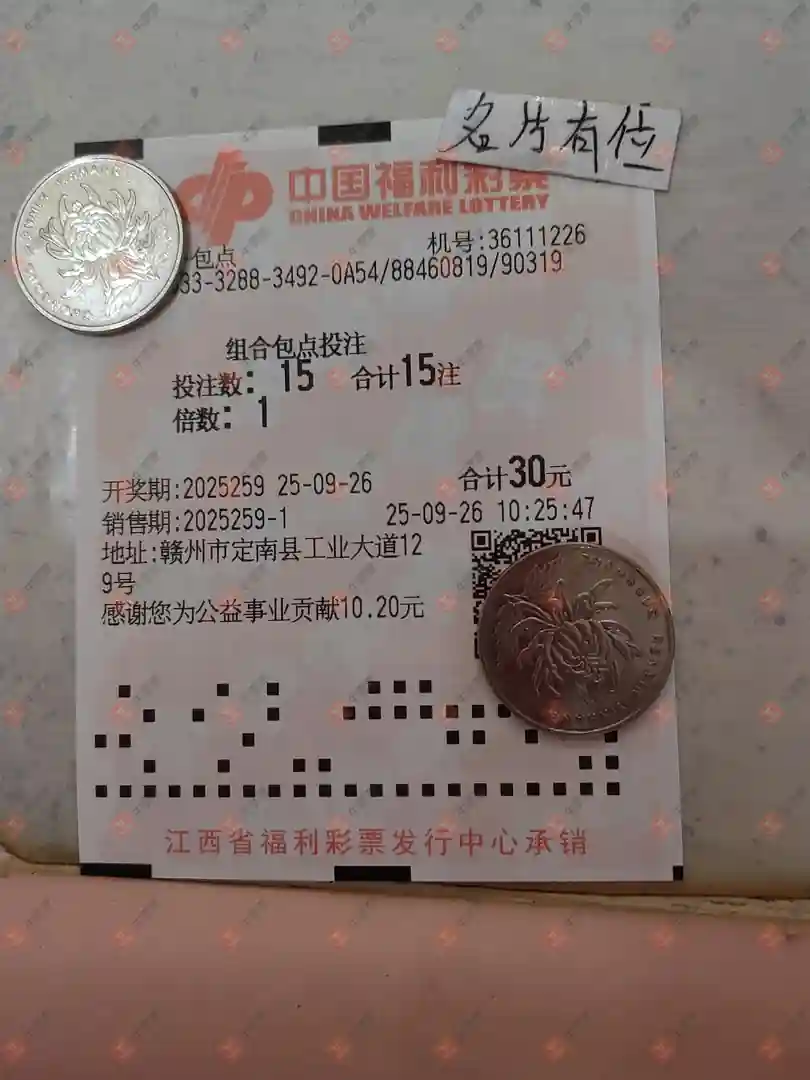 名片有位
中国福利彩票
CHINA WELFARE LOTTERY
包点 机号:36111226
33-3288-3492-0A54/88460819/90319
组合包点投注
投注数: 15 合计15注
倍数: 1
开奖期:2025259 25-09-26 合计30元
销售期:2025259-1 25-09-26 10:25:47
地址:赣州市定南县工业大道12
9号
感谢您为公益事业贡献10.20元
江西省福利彩票发行中心承销